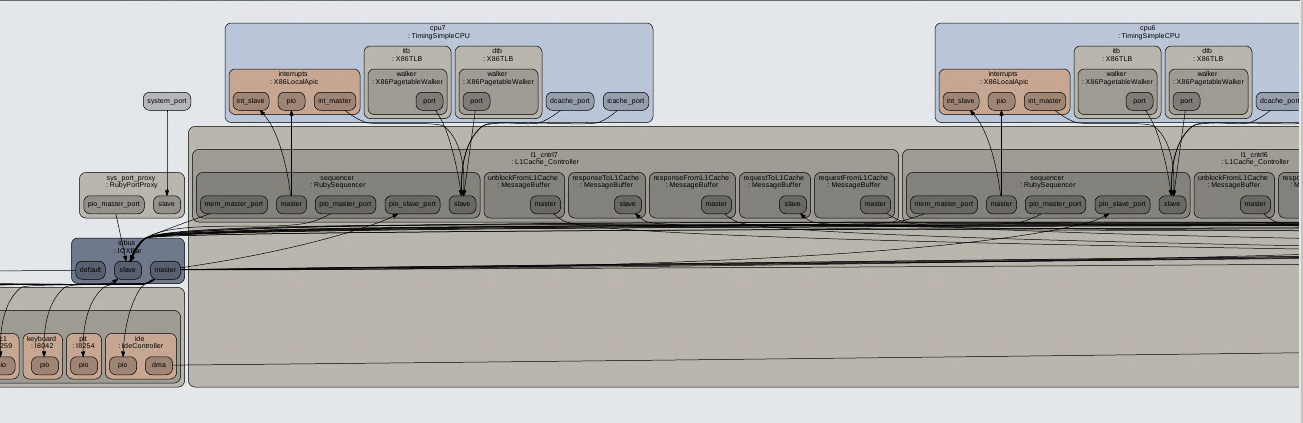 cpu7
: TimingSimpleCPU
itb
: X86TLB
dtb
: X86TLB
interrupts
: X86LocalApic
walker
: X86PagetableWalker
walker
: X86PagetableWalker
int_slave
pio
int_master
port
port
dcache_port
icache_port
cpu6
: TimingSimpleCPU
itb
: X86TLB
dtb
: X86TLB
interrupts
: X86LocalApic
walker
: X86PagetableWalker
walker
: X86PagetableWalker
int_slave
pio
int_master
port
port
dcache_port
system_port
l1_cntrl7
: L1Cache_Controller
l1_cntrl6
: L1Cache_Controller
sys_port_proxy
: RubyPortProxy
pio_master_port
slave
sequencer
: RubySequencer
mem_master_port
master
pio_master_port
pio_slave_port
slave
unblockFromL1Cache
: MessageBuffer
master
responseToL1Cache
: MessageBuffer
slave
responseFromL1Cache
: MessageBuffer
master
requestToL1Cache
: MessageBuffer
slave
requestFromL1Cache
: MessageBuffer
master
sequencer
: RubySequencer
mem_master_port
master
pio_master_port
pio_slave_port
slave
unblockFromL1Cache
: MessageBuffer
master
iobus
: IOXBar
default
slave
master
keyboard
: I8042
pio
pit
: I8254
pio
ide
: IdeController
pio
dma